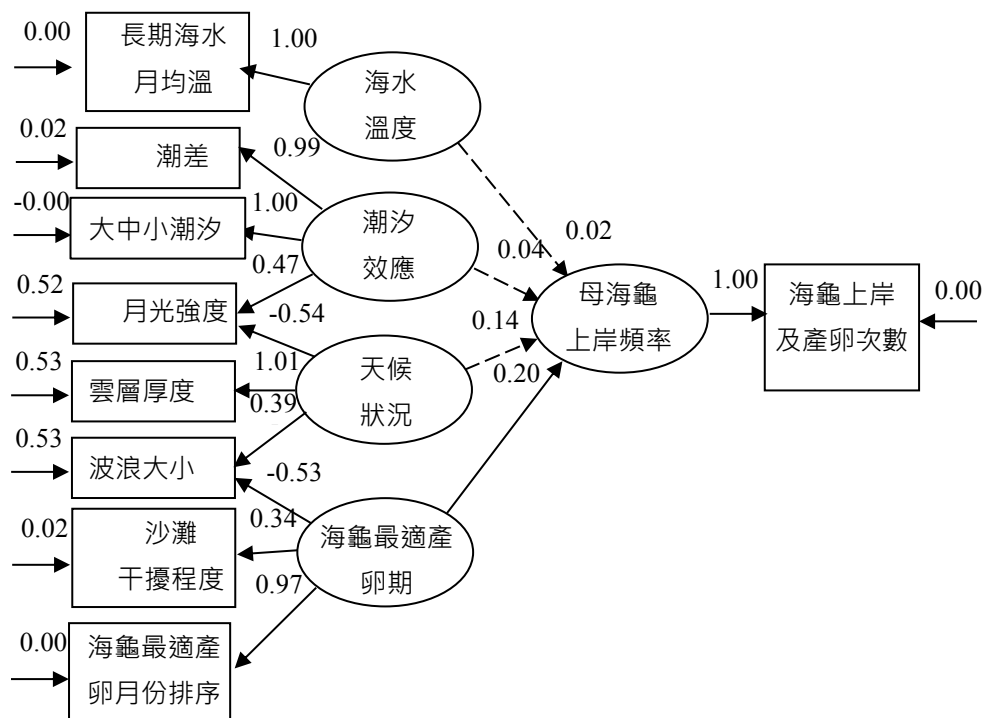 0.00
長期海水
月均溫
1.00
海水
溫度
0.02
潮差
0.99
-0.00
大中小潮汐
1.00
潮汐
效應
0.04
0.02
0.47
0.52
月光強度
-0.54
0.14
母海龜
上岸頻率
1.00
海龜上岸
及產卵次數
0.00
0.53
雲層厚度
1.01
天候
狀況
0.20
0.39
0.53
波浪大小
-0.53
0.02
沙灘
干擾程度
0.34
海龜最適產
卵期
0.97
0.00
海龜最適產
卵月份排序